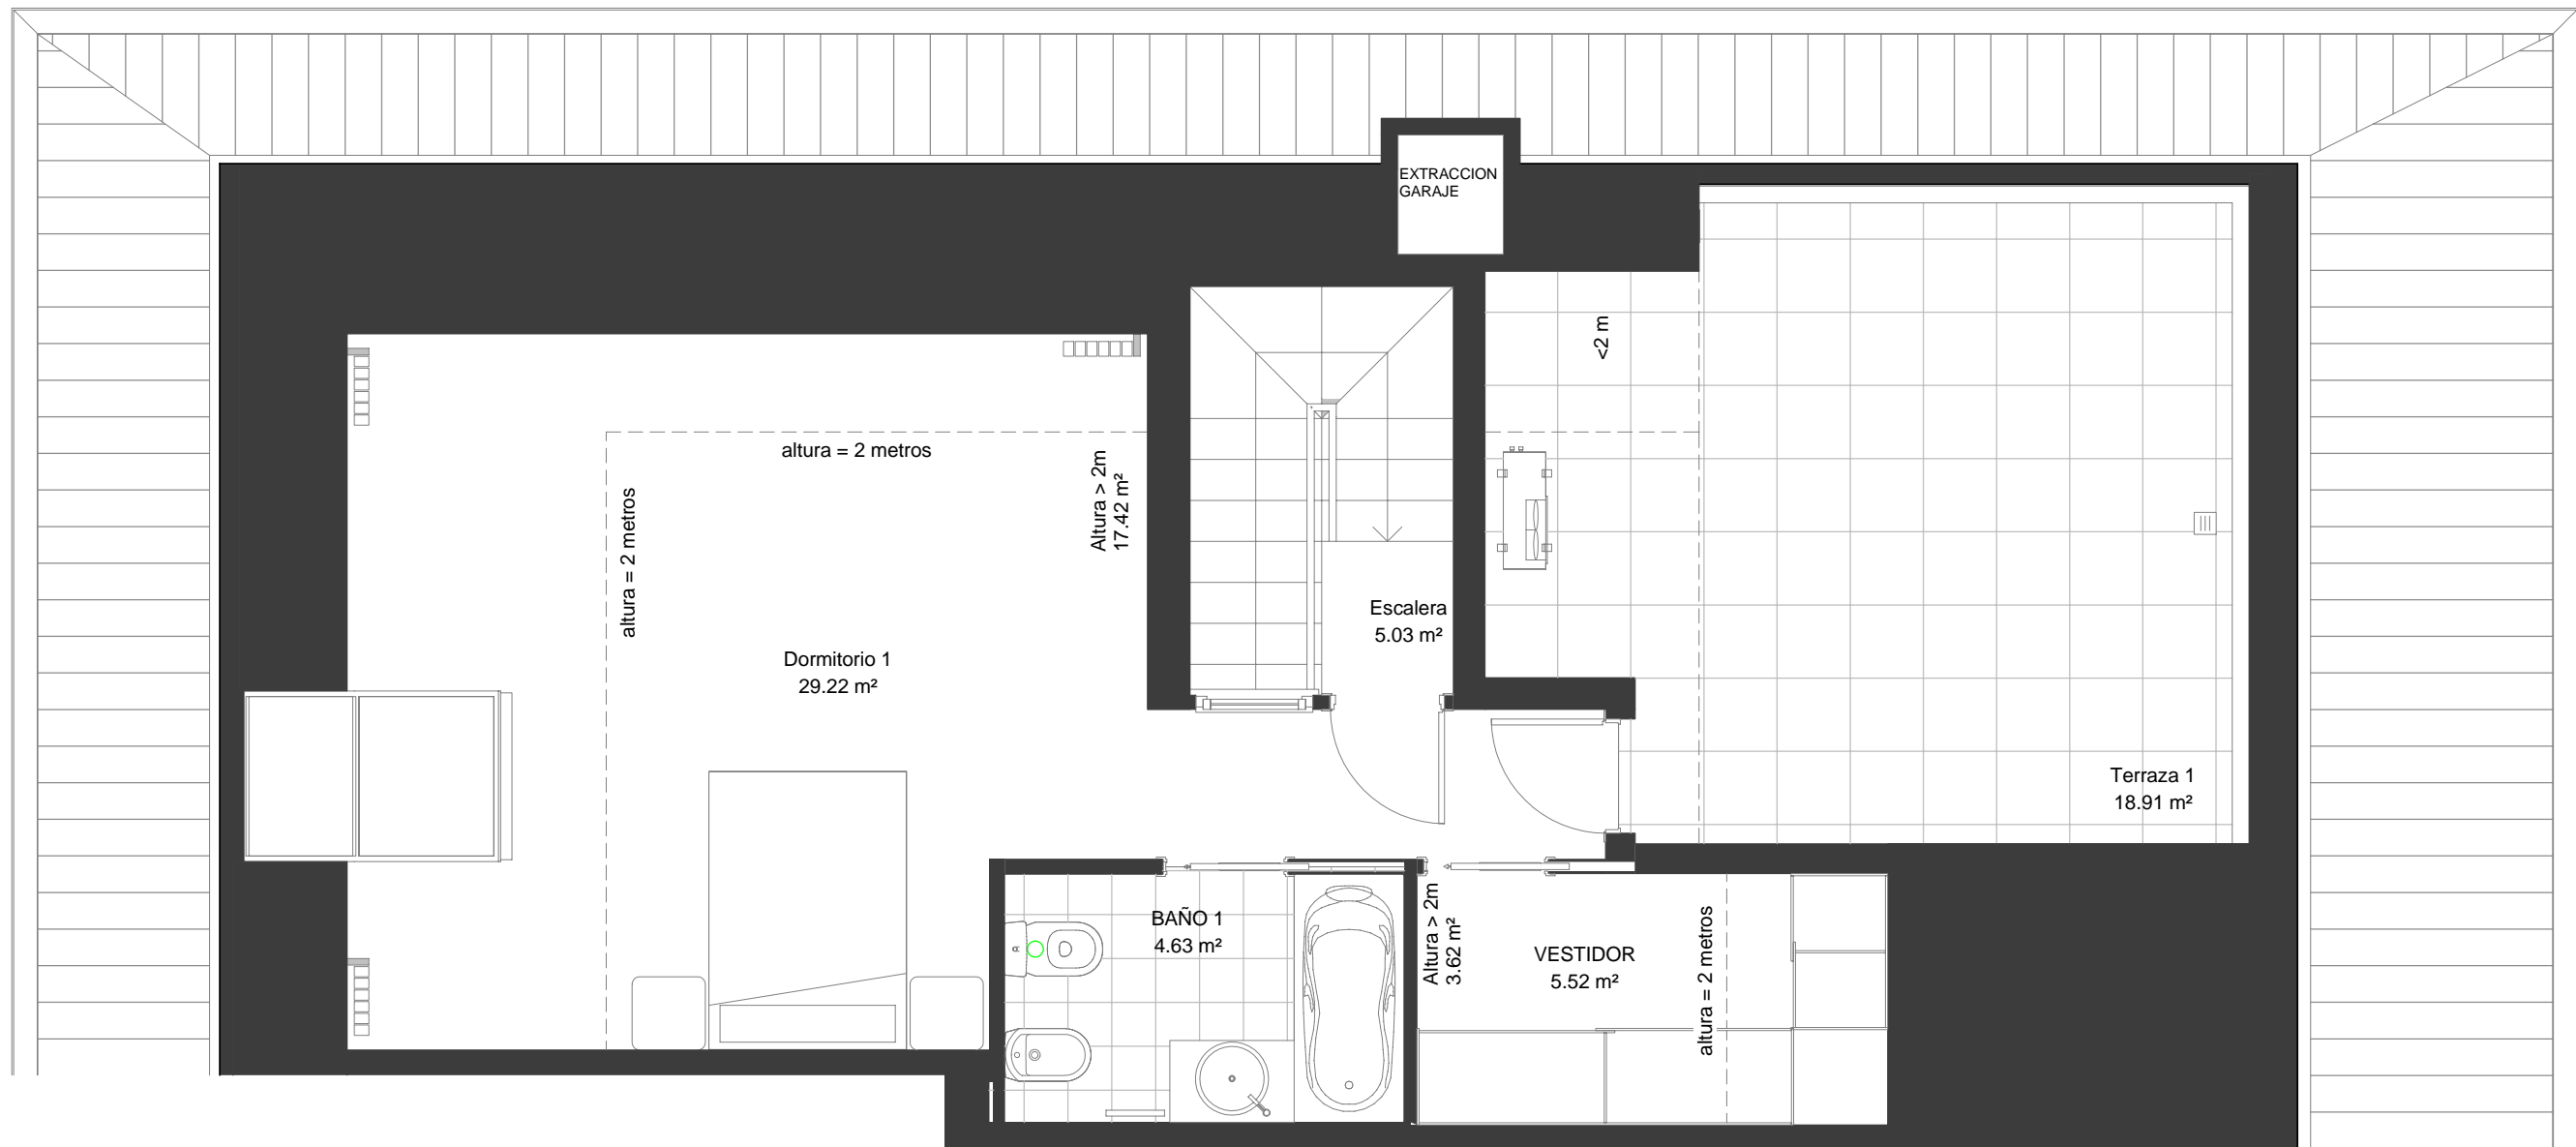 EXTRACCION
GARAJE
<2 m
altura = 2 metros
Altura > 2m
17.42 m²
altura = 2 metros
Escalera
5.03 m²
Dormitorio 1
29.22 m²
Terraza 1
18.91 m²
BAÑO 1
4.63 m²
Altura > 2m
3.62 m²
VESTIDOR
5.52 m²
altura = 2 metros